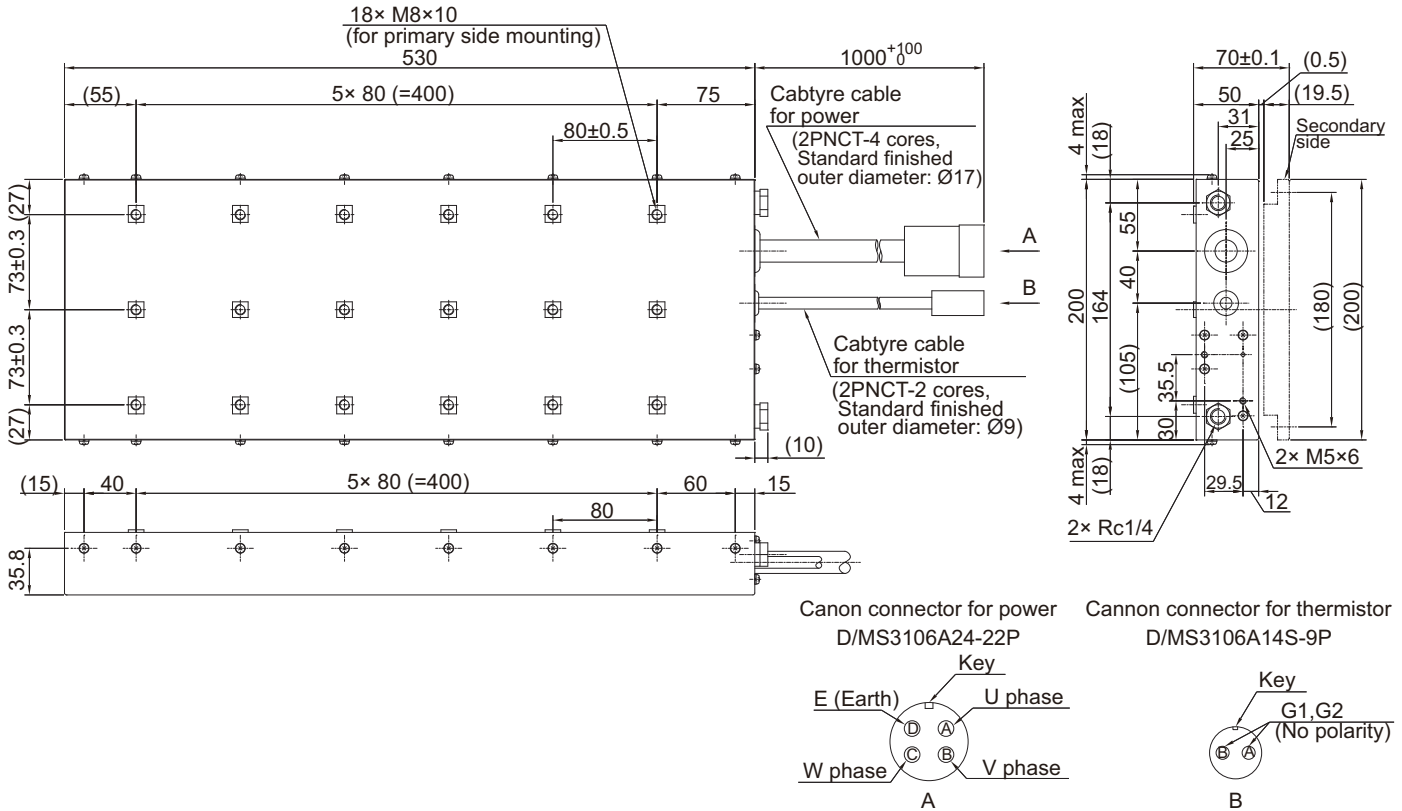 18× M8×10
(for primary side mounting)
530
1000 +100 0
(55)
5× 80 (=400)
75
80±0.5
Cabtyre cable
for power
(2PNCT-4 cores,
Standard finished
outer diameter: Ø17)
A
B
Cabtyre cable
for thermistor
(2PNCT-2 cores,
Standard finished
outer diameter: Ø9)
(10)
(27)
73±0.3
73±0.3
(27)
70±0.1
(0.5)
50
(19.5)
31
25
Secondary
side
4 max
(18)
55
40
200
164
(105)
35.5
30
(180)
(200)
4 max
(18)
29.5
12
2× M5×6
2× Rc1/4
(15)
40
5× 80 (=400)
60
15
80
35.8
Canon connector for power
D/MS3106A24-22P
Key
E (Earth)
U phase
D
A
C
B
W phase
V phase
A
Cannon connector for thermistor
D/MS3106A14S-9P
Key
G1,G2
(No polarity)
B
A
B